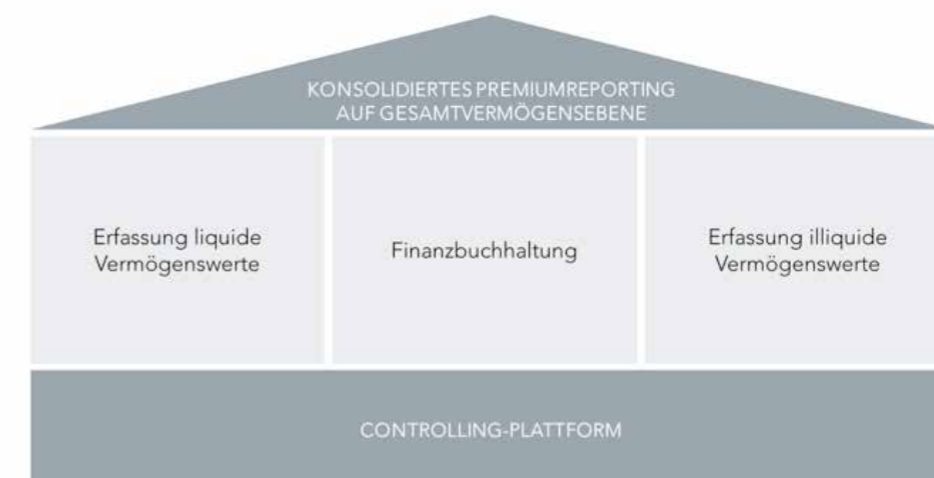 KONSOLIDIERTES PREMIUMREPORTING
AUF GESAMTVERMÖGENSEBENE
Erfassung liquide
Vermögenswerte
Finanzbuchhaltung
Erfassung illiquide
Vermögenswerte
CONTROLLING-PLATTFORM